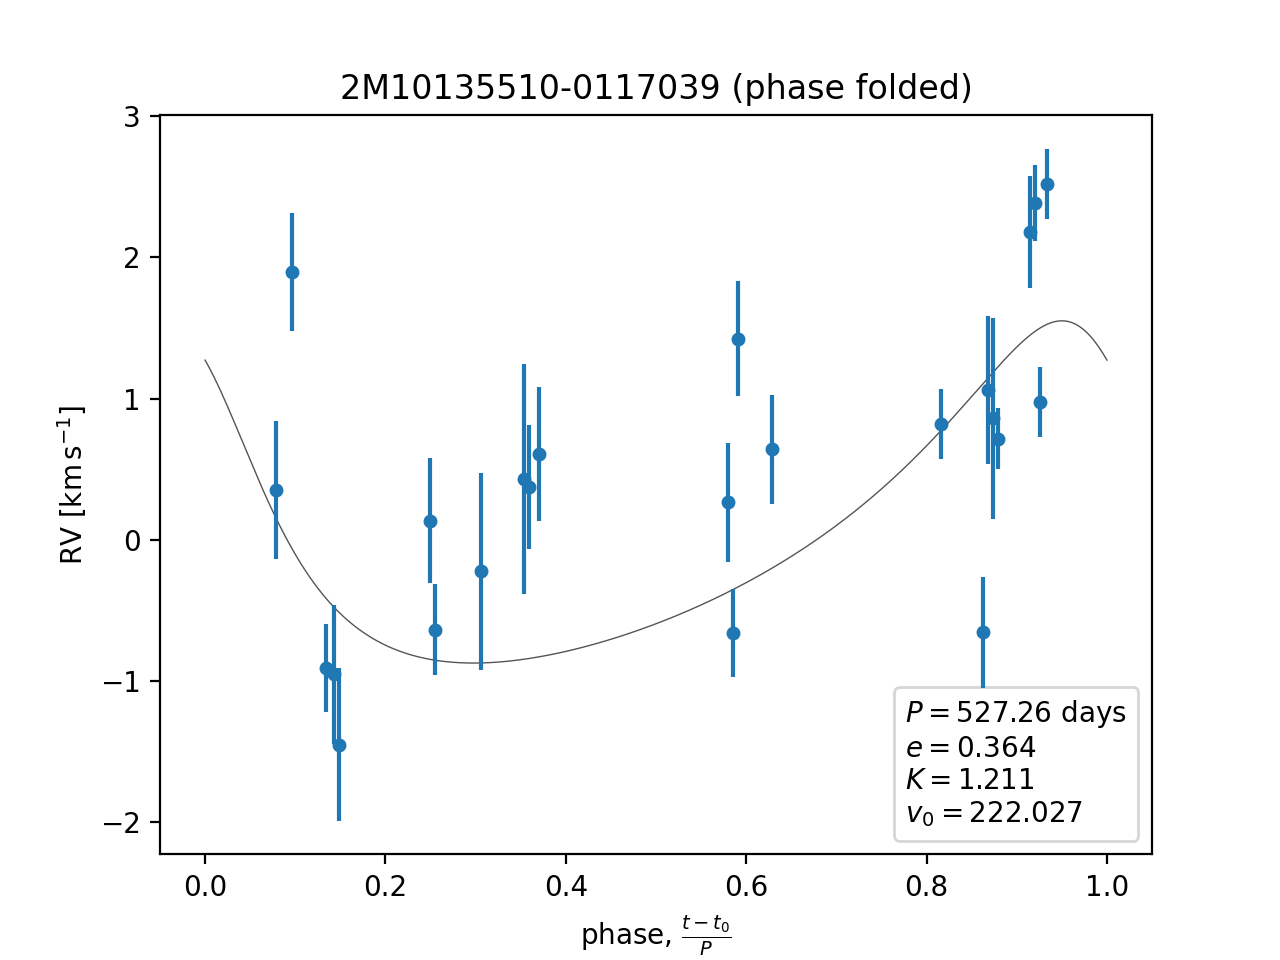 2M10135510-0117039 (phase folded)
3
2
1
0
−1
−2
RV [km s⁻¹]
P = 527.26 days
e = 0.364
K = 1.211
v₀ = 222.027
0.0 0.2 0.4 0.6 0.8 1.0
phase, (t − t₀)/P